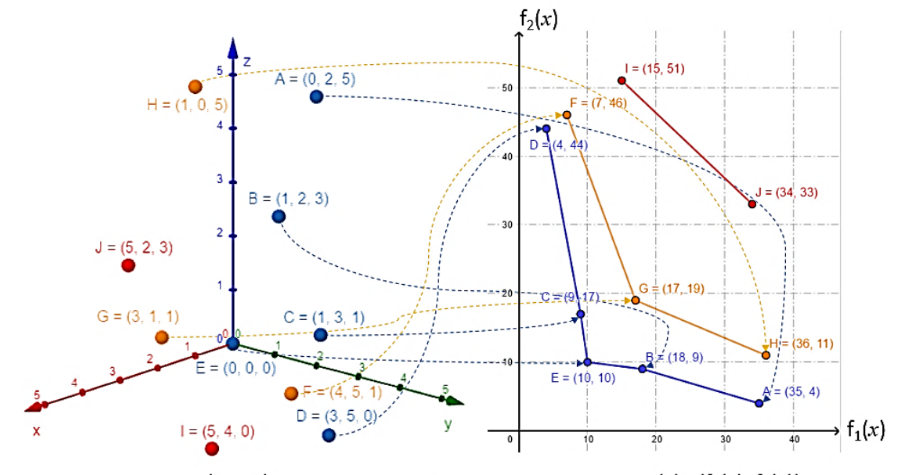 f₂(x)
z
5
A = (0, 2, 5)
H = (1, 0, 5)
4
3
B = (1, 2, 3)
2
J = (5, 2, 3)
1
G = (3, 1, 1)
C = (1, 3, 1)
0 0
0
E = (0, 0, 0)
1
2
3
4
5
x
1
2
3
4
5
y
F = (4, 5, 1)
D = (3, 5, 0)
I = (5, 4, 0)
I = (15, 51)
50
F = (7, 46)
D = (4, 44)
40
J = (34, 33)
30
20
G = (17, 19)
C = (9, 17)
H = (36, 11)
10
B = (18, 9)
E = (10, 10)
A = (35, 4)
0
10
20
30
40
f₁(x)